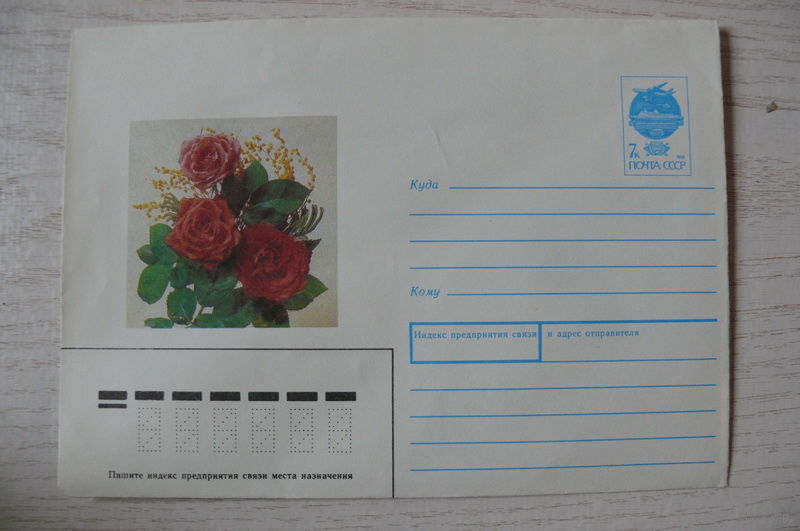 7к
ПОЧТА СССР
Куда
Кому
Индекс предприятия связи и адрес отправителя
Пишите индекс предприятия связи места назначения